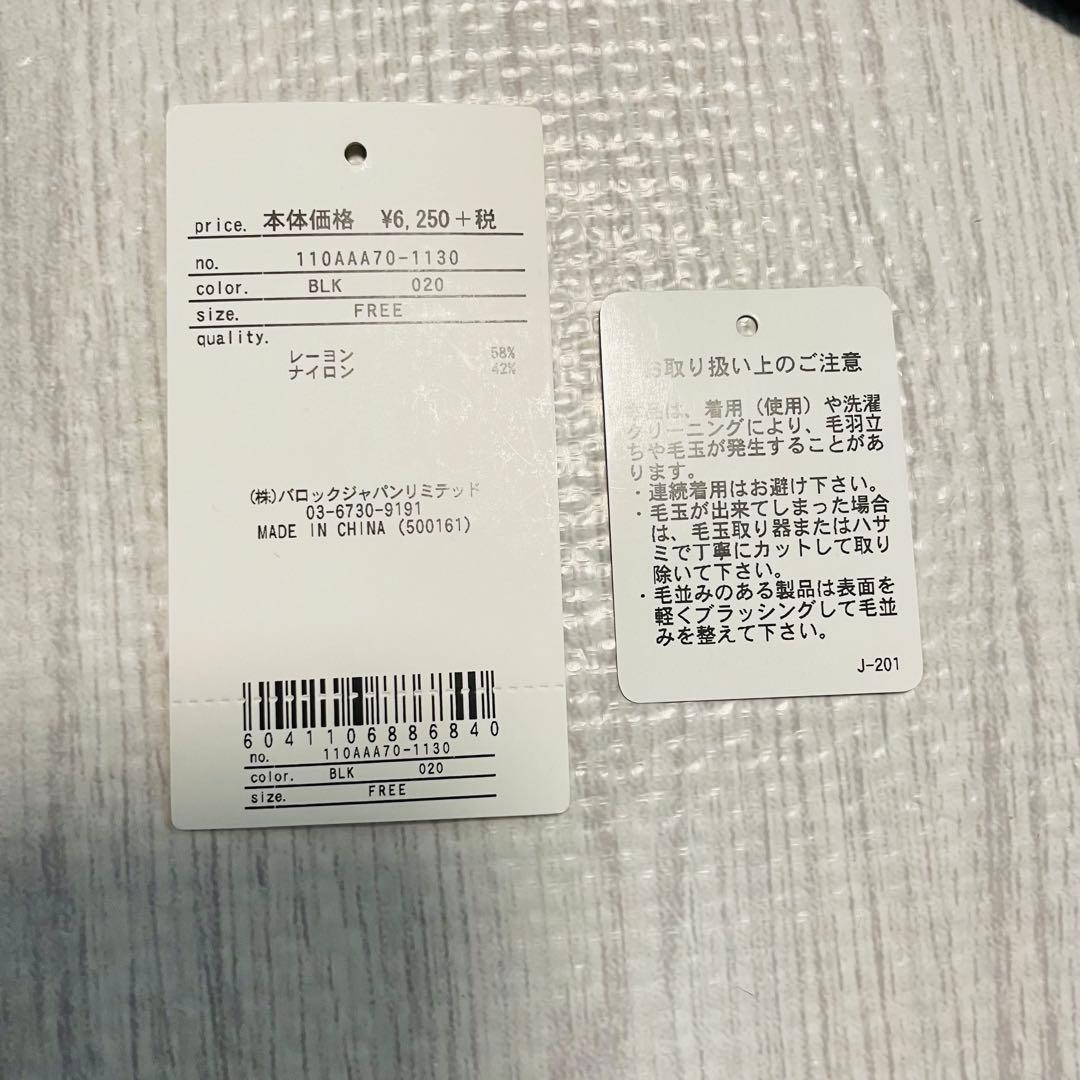 price. 本体価格 ¥6,250+税
no. 110AAA70-1130
color. BLK 020
size. FREE
quality.
レーヨン 58%
ナイロン 42%
(株)バロックジャパンリミテッド
03-6730-9191
MADE IN CHINA (500161)
6041106886840
no. 110AAA70-1130
color. BLK 020
size. FREE
お取り扱い上のご注意
は、着用(使用)や洗濯
クリーニングにより、毛羽立
ちや毛玉が発生することがあ
ります。
・連続着用はお避け下さい。
・毛玉が出来てしまった場合
は、毛玉取り器またはハサ
ミで丁寧にカットして取り
除いて下さい。
・毛並みのある製品は表面を
軽くブラッシングして毛並
みを整えて下さい。
J-201